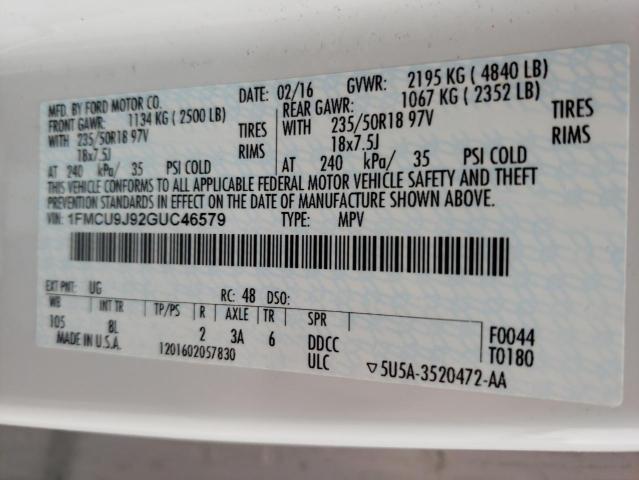 MFD. BY FORD MOTOR CO. DATE: 02/16 GVWR: 2195 KG ( 4840 LB)
FRONT GAWR: 1134 KG ( 2500 LB) REAR GAWR: 1067 KG ( 2352 LB)
WITH 235/50R18 97V TIRES WITH 235/50R18 97V TIRES
18x7.5J RIMS 18x7.5J RIMS
AT 240 kPa/ 35 PSI COLD AT 240 kPa/ 35 PSI COLD
THIS VEHICLE CONFORMS TO ALL APPLICABLE FEDERAL MOTOR VEHICLE SAFETY AND THEFT
PREVENTION STANDARDS IN EFFECT ON THE DATE OF MANUFACTURE SHOWN ABOVE.
VIN: 1FMCU9J92GUC46579 TYPE: MPV
EXT PNT: UG RC: 48 DSO:
WB INT TR TP/PS R AXLE TR SPR
105 8L 2 3A 6 DDCC F0044
MADE IN U.S.A. 1201602057830 ULC T0180
▽5U5A-3520472-AA